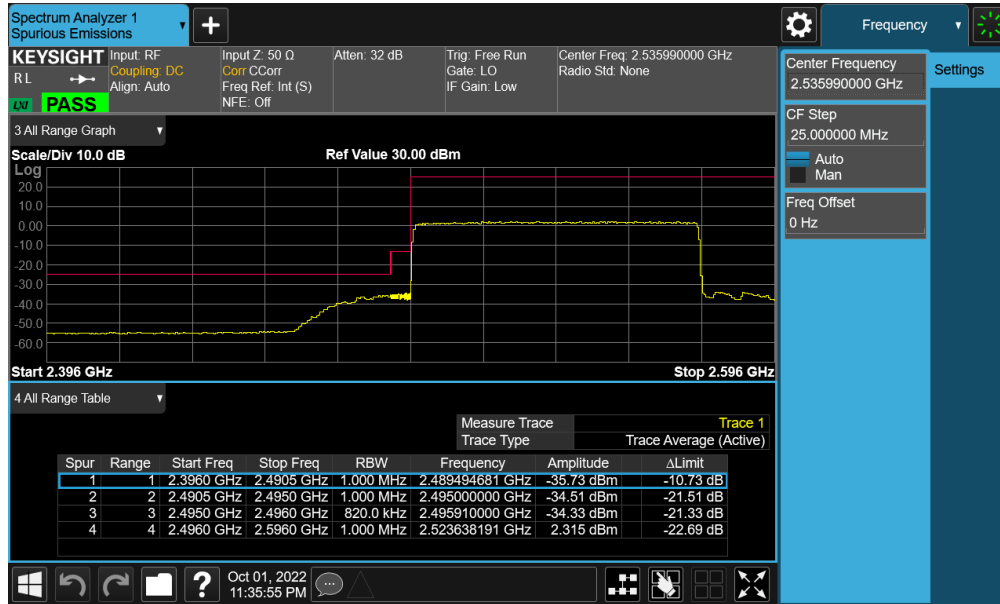 Spectrum Analyzer 1
Spurious Emissions
Frequency
KEYSIGHT
R L
LXI
PASS
Input: RF
Coupling: DC
Align: Auto
Input Z: 50 Ω
Corr CCorr
Freq Ref: Int (S)
NFE: Off
Atten: 32 dB
Trig: Free Run
Gate: LO
IF Gain: Low
Center Freq: 2.535990000 GHz
Radio Std: None
Center Frequency
2.535990000 GHz
Settings
CF Step
25.000000 MHz
Auto
Man
Freq Offset
0 Hz
3 All Range Graph
Scale/Div 10.0 dB
Ref Value 30.00 dBm
Log
20.0
10.0
0.00
-10.0
-20.0
-30.0
-40.0
-50.0
-60.0
Start 2.396 GHz
Stop 2.596 GHz
4 All Range Table
Measure Trace Trace 1
Trace Type Trace Average (Active)
Spur Range Start Freq Stop Freq RBW Frequency Amplitude ΔLimit
1 1 2.3960 GHz 2.4905 GHz 1.000 MHz 2.489494681 GHz -35.73 dBm -10.73 dB
2 2 2.4905 GHz 2.4950 GHz 1.000 MHz 2.495000000 GHz -34.51 dBm -21.51 dB
3 3 2.4950 GHz 2.4960 GHz 820.0 kHz 2.495910000 GHz -34.33 dBm -21.33 dB
4 4 2.4960 GHz 2.5960 GHz 1.000 MHz 2.523638191 GHz 2.315 dBm -22.69 dB
?
Oct 01, 2022
11:35:55 PM